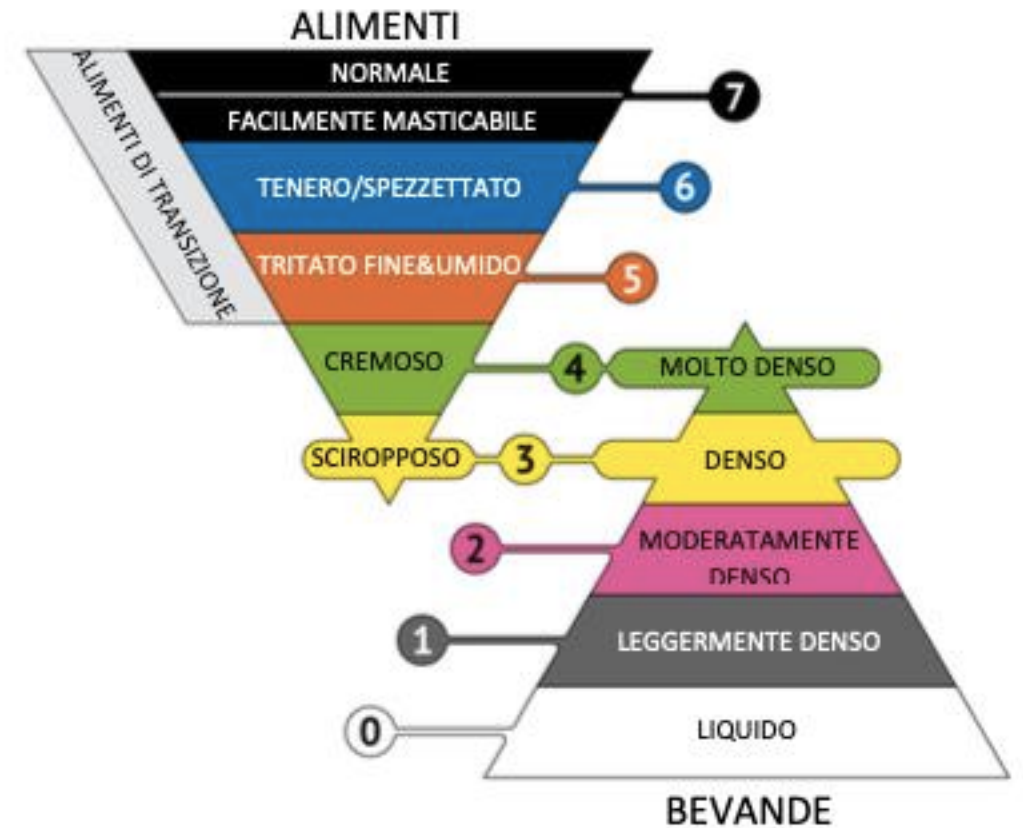 ALIMENTI
NORMALE
7
FACILMENTE MASTICABILE
ALIMENTI DI TRANSIZIONE
TENERO/SPEZZETTATO
6
TRITATO FINE&UMIDO
5
CREMOSO
4
MOLTO DENSO
SCIROPPOSO
3
DENSO
2
MODERATAMENTE
DENSO
1
LEGGERMENTE DENSO
0
LIQUIDO
BEVANDE